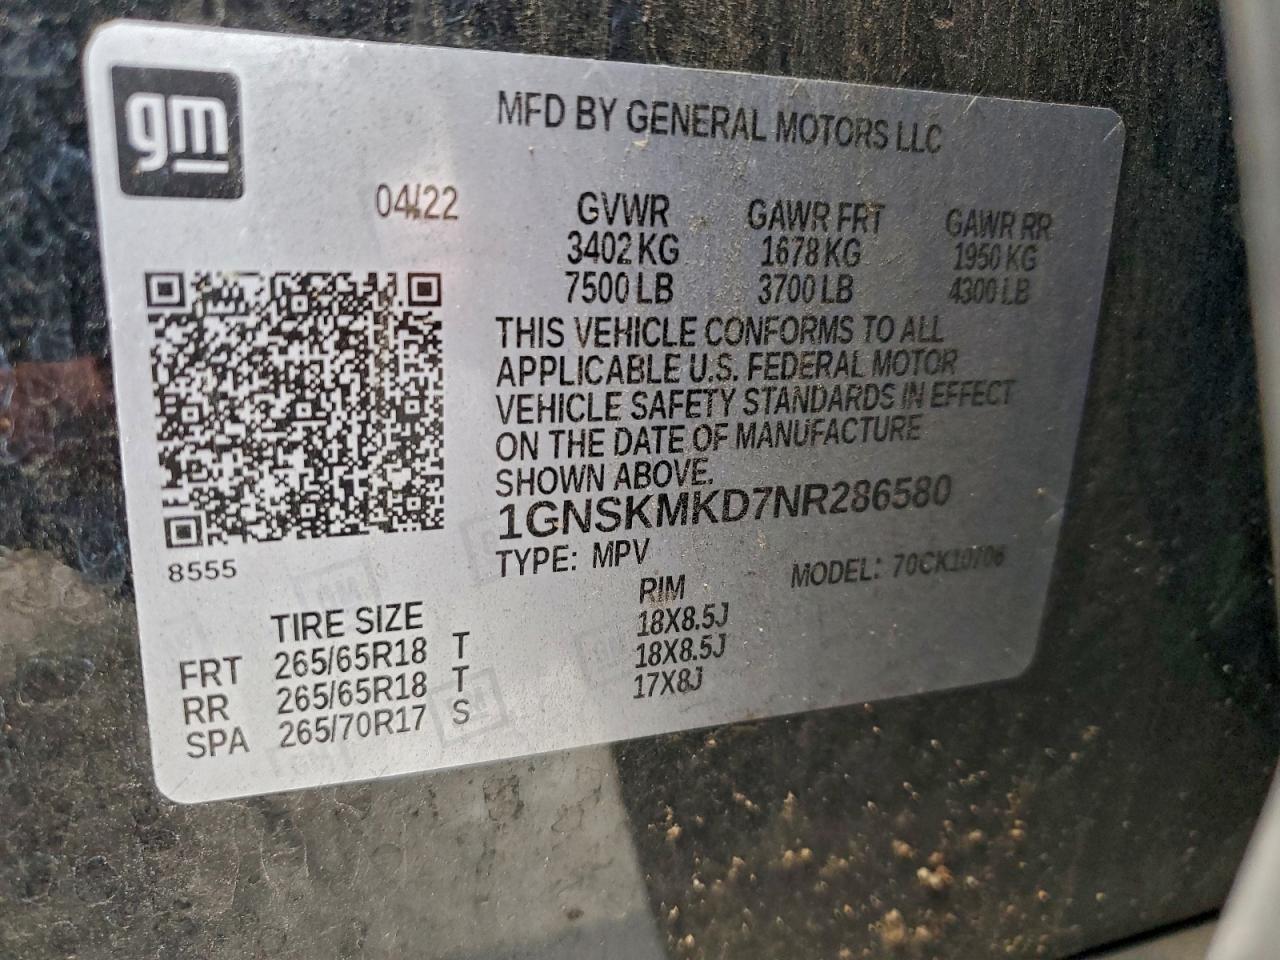 gm
MFD BY GENERAL MOTORS LLC
04/22
GVWR GAWR FRT GAWR RR
3402 KG 1678 KG 1950 KG
7500 LB 3700 LB 4300 LB
THIS VEHICLE CONFORMS TO ALL
APPLICABLE U.S. FEDERAL MOTOR
VEHICLE SAFETY STANDARDS IN EFFECT
ON THE DATE OF MANUFACTURE
SHOWN ABOVE.
1GNSKMKD7NR286580
8555
TYPE: MPV MODEL: 70CK10706
TIRE SIZE RIM
FRT 265/65R18 T 18X8.5J
RR 265/65R18 T 18X8.5J
SPA 265/70R17 S 17X8J